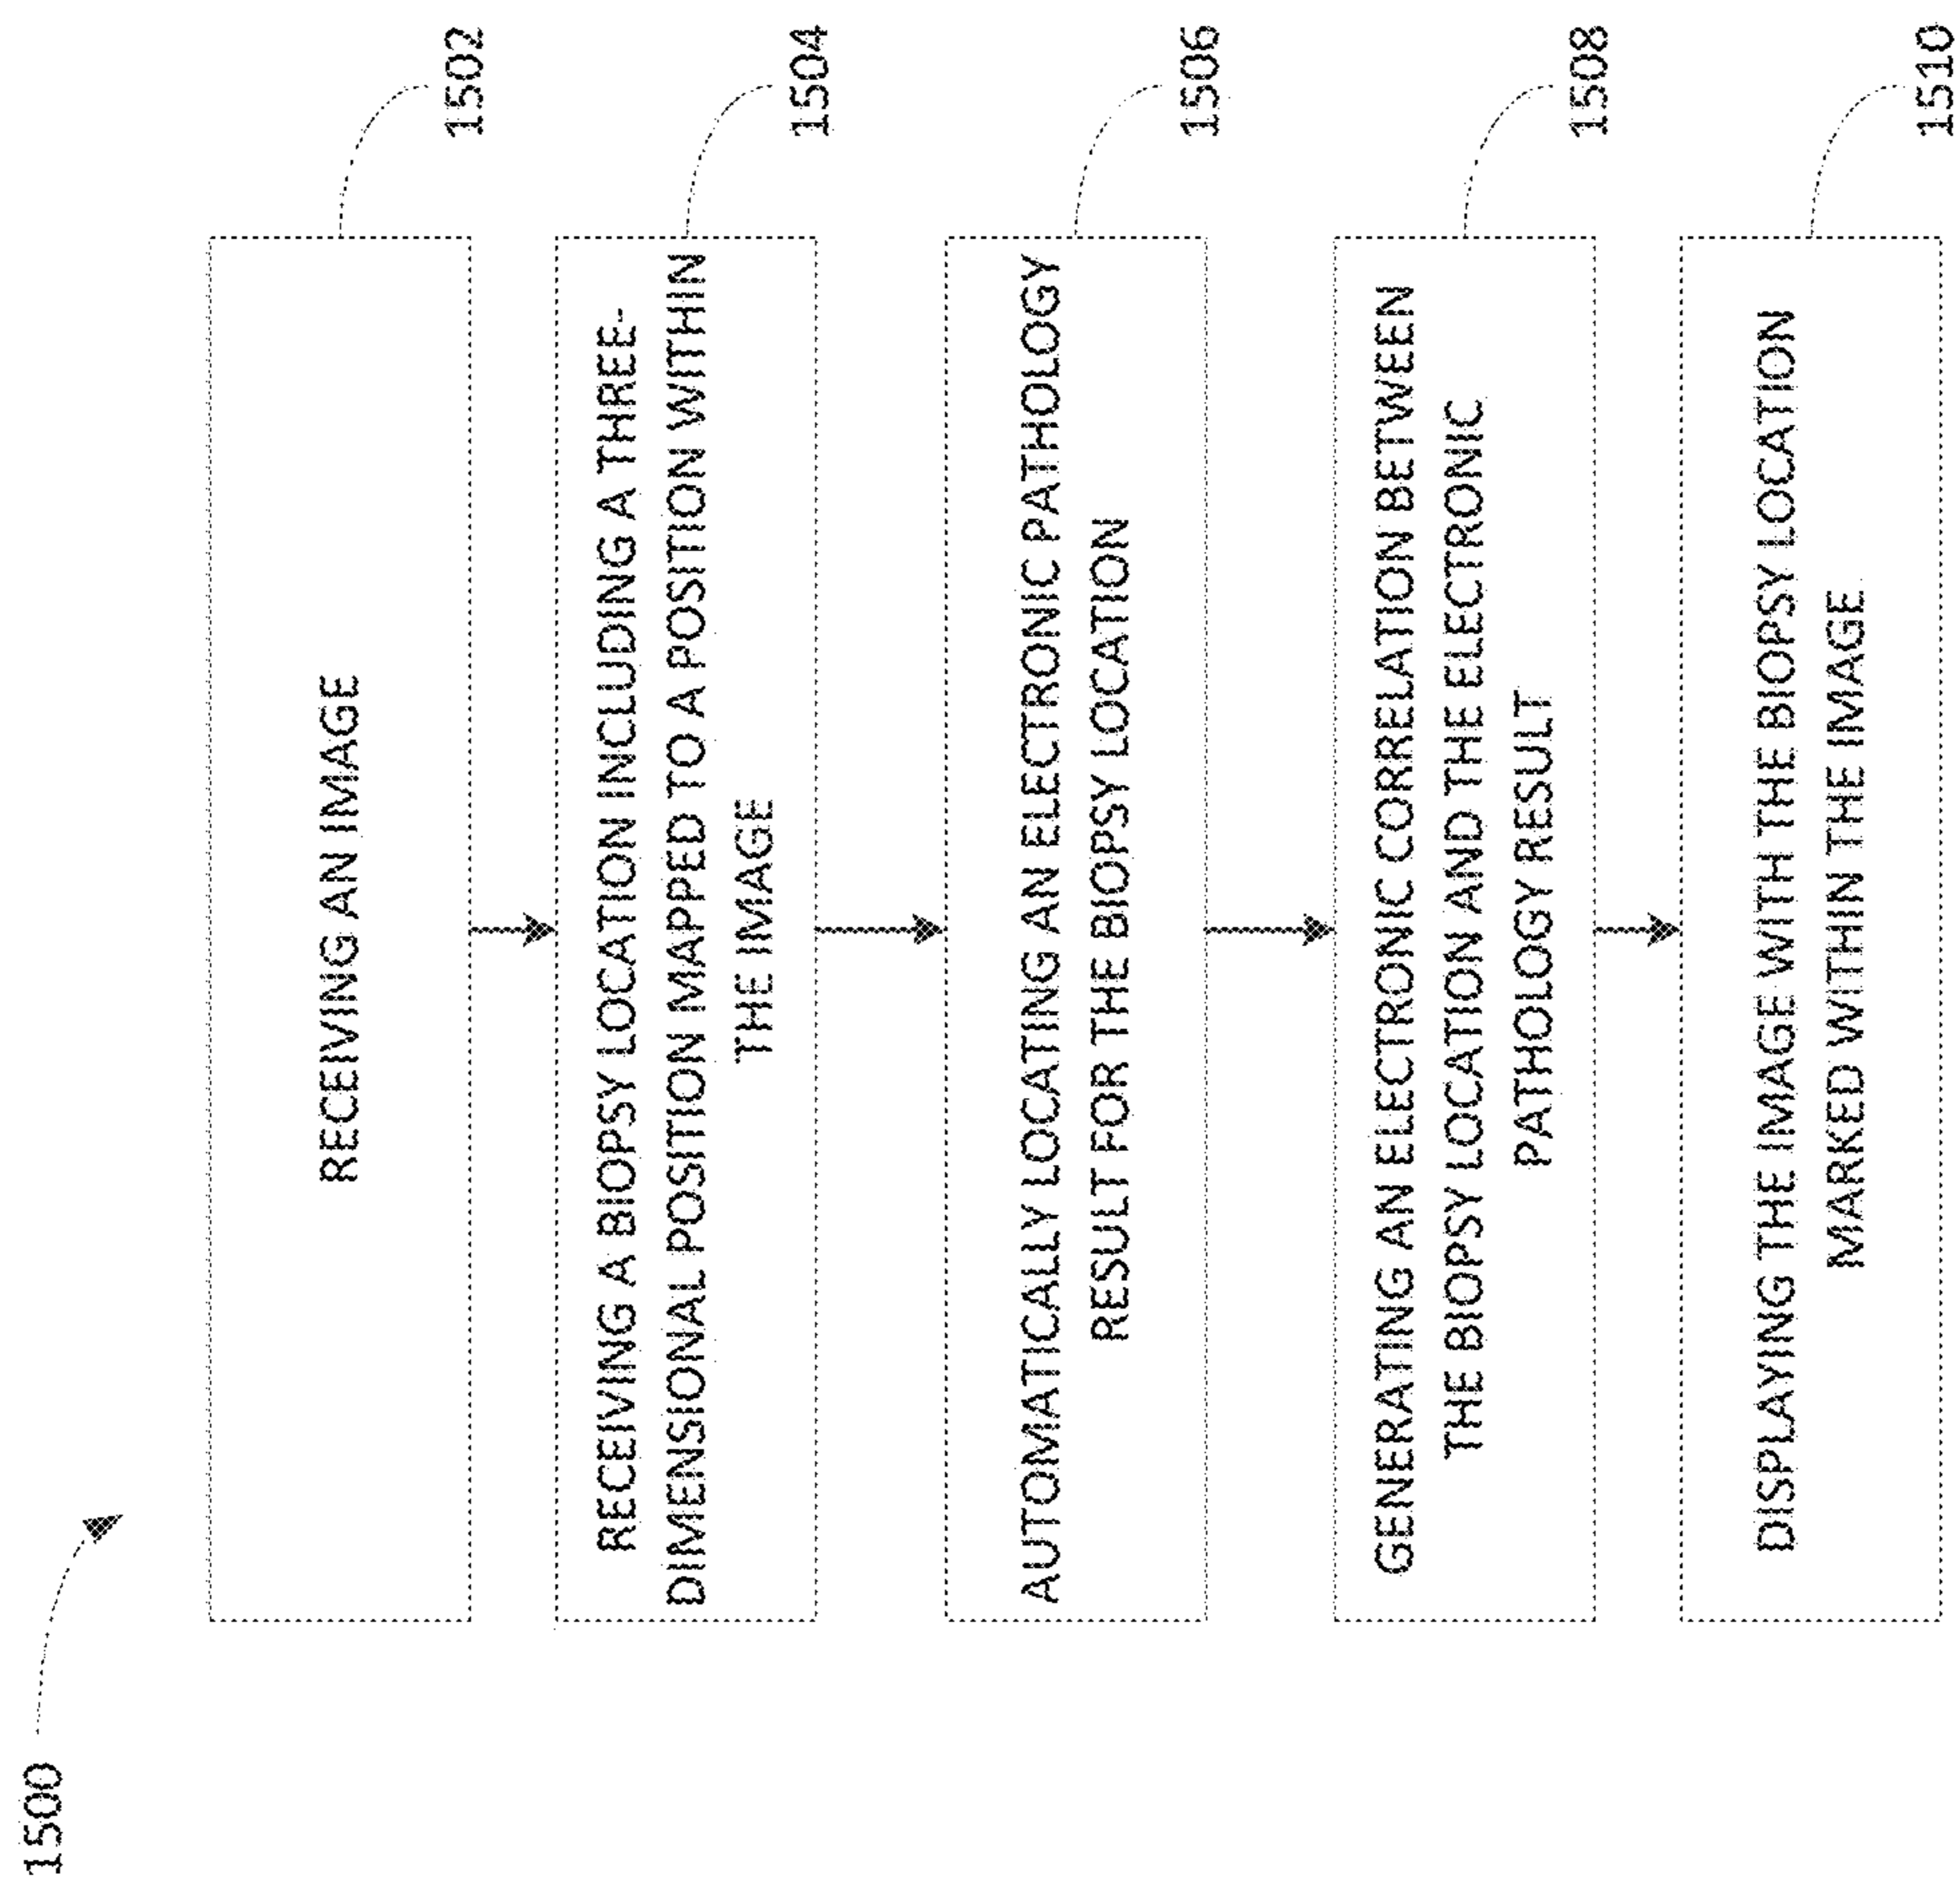 1500
RECEIVING AN IMAGE
1502
RECEIVING A BIOPSY LOCATION INCLUDING A THREE-
DIMENSIONAL POSITION MAPPED TO A POSITION WITHIN
THE IMAGE
1504
AUTOMATICALLY LOCATING AN ELECTRONIC PATHOLOGY
RESULT FOR THE BIOPSY LOCATION
1506
GENERATING AN ELECTRONIC CORRELATION BETWEEN
THE BIOPSY LOCATION AND THE ELECTRONIC
PATHOLOGY RESULT
1508
DISPLAYING THE IMAGE WITH THE BIOPSY LOCATION
MARKED WITHIN THE IMAGE
1510